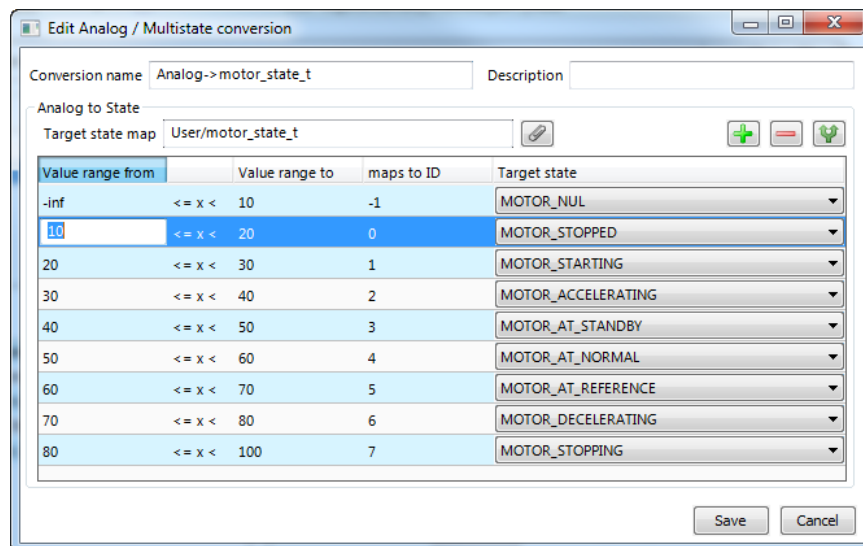 Edit Analog / Multistate conversion
Conversion name Analog->motor_state_t Description
Analog to State
Target state map User/motor_state_t
Value range from Value range to maps to ID Target state
-inf < = x < 10 -1 MOTOR_NUL
10 < = x < 20 0 MOTOR_STOPPED
20 < = x < 30 1 MOTOR_STARTING
30 < = x < 40 2 MOTOR_ACCELERATING
40 < = x < 50 3 MOTOR_AT_STANDBY
50 < = x < 60 4 MOTOR_AT_NORMAL
60 < = x < 70 5 MOTOR_AT_REFERENCE
70 < = x < 80 6 MOTOR_DECELERATING
80 < = x < 100 7 MOTOR_STOPPING
Save Cancel